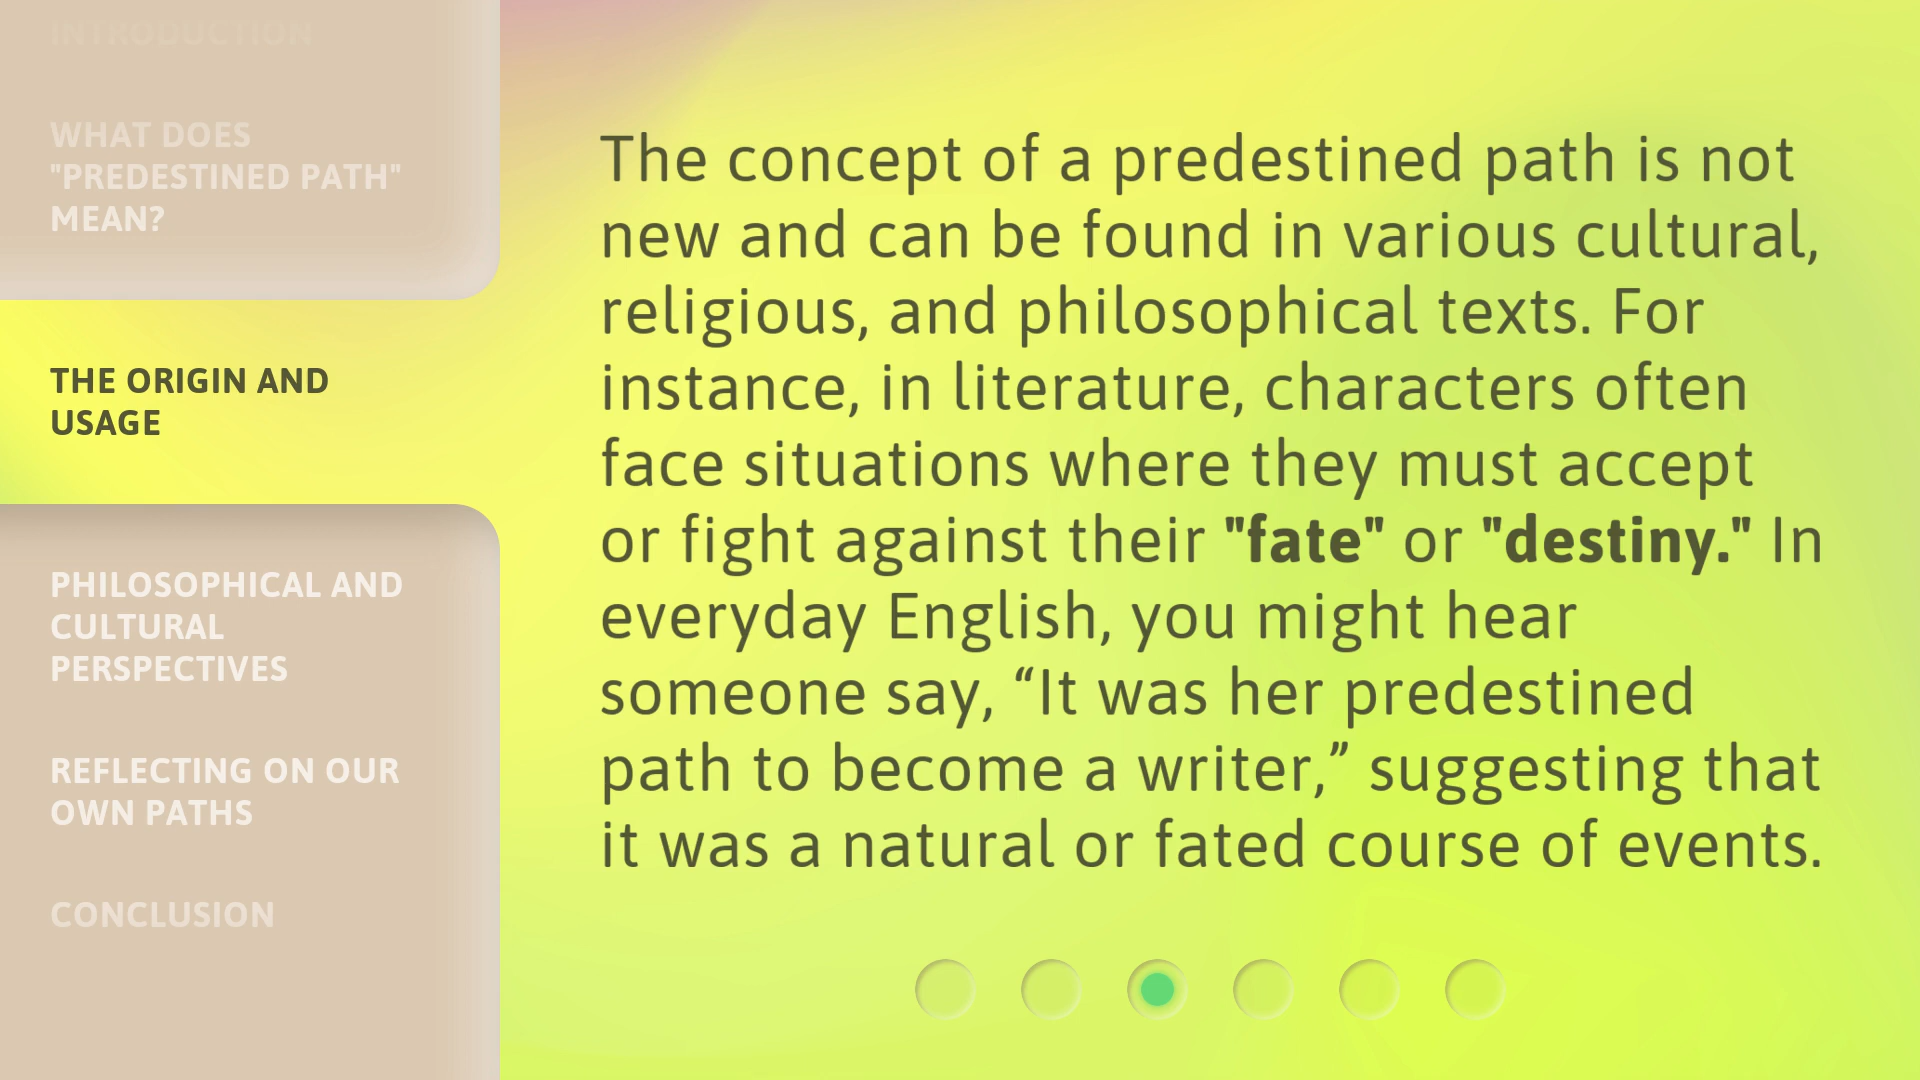 INTRODUCTION
WHAT DOES
"PREDESTINED PATH"
MEAN?
THE ORIGIN AND
USAGE
PHILOSOPHICAL AND
CULTURAL
PERSPECTIVES
REFLECTING ON OUR
OWN PATHS
CONCLUSION
The concept of a predestined path is not
new and can be found in various cultural,
religious, and philosophical texts. For
instance, in literature, characters often
face situations where they must accept
or fight against their "fate" or "destiny." In
everyday English, you might hear
someone say, “It was her predestined
path to become a writer,” suggesting that
it was a natural or fated course of events.